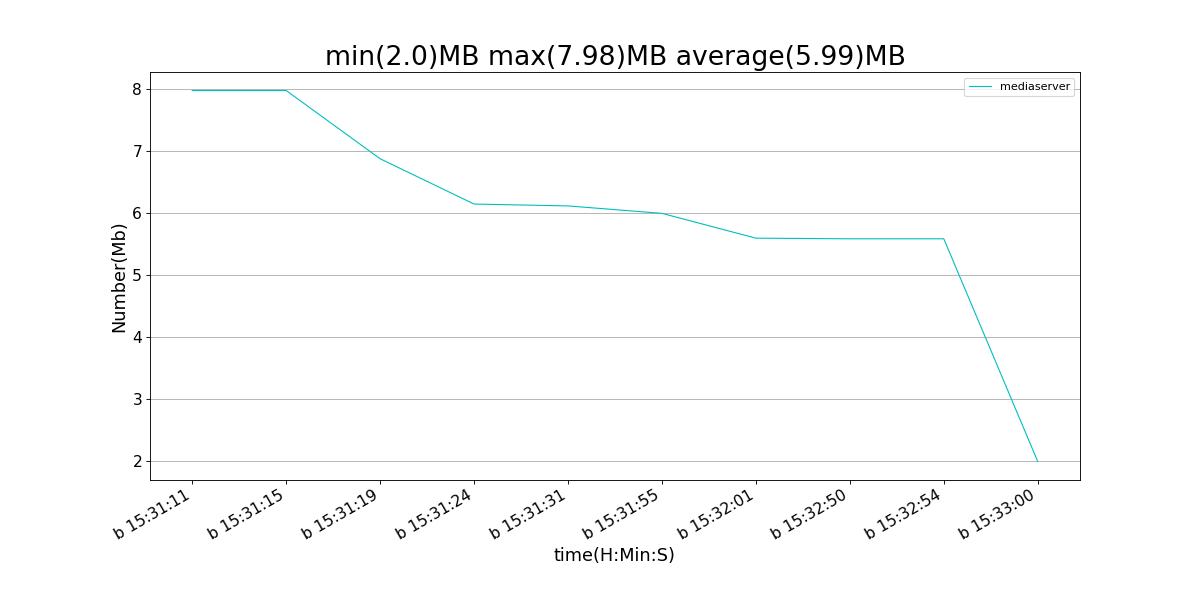 min(2.0)MB max(7.98)MB average(5.99)MB
mediaserver
8
7
6
5
4
3
2
Number(Mb)
b 15:31:11
b 15:31:15
b 15:31:19
b 15:31:24
b 15:31:31
b 15:31:55
b 15:32:01
b 15:32:50
b 15:32:54
b 15:33:00
time(H:Min:S)